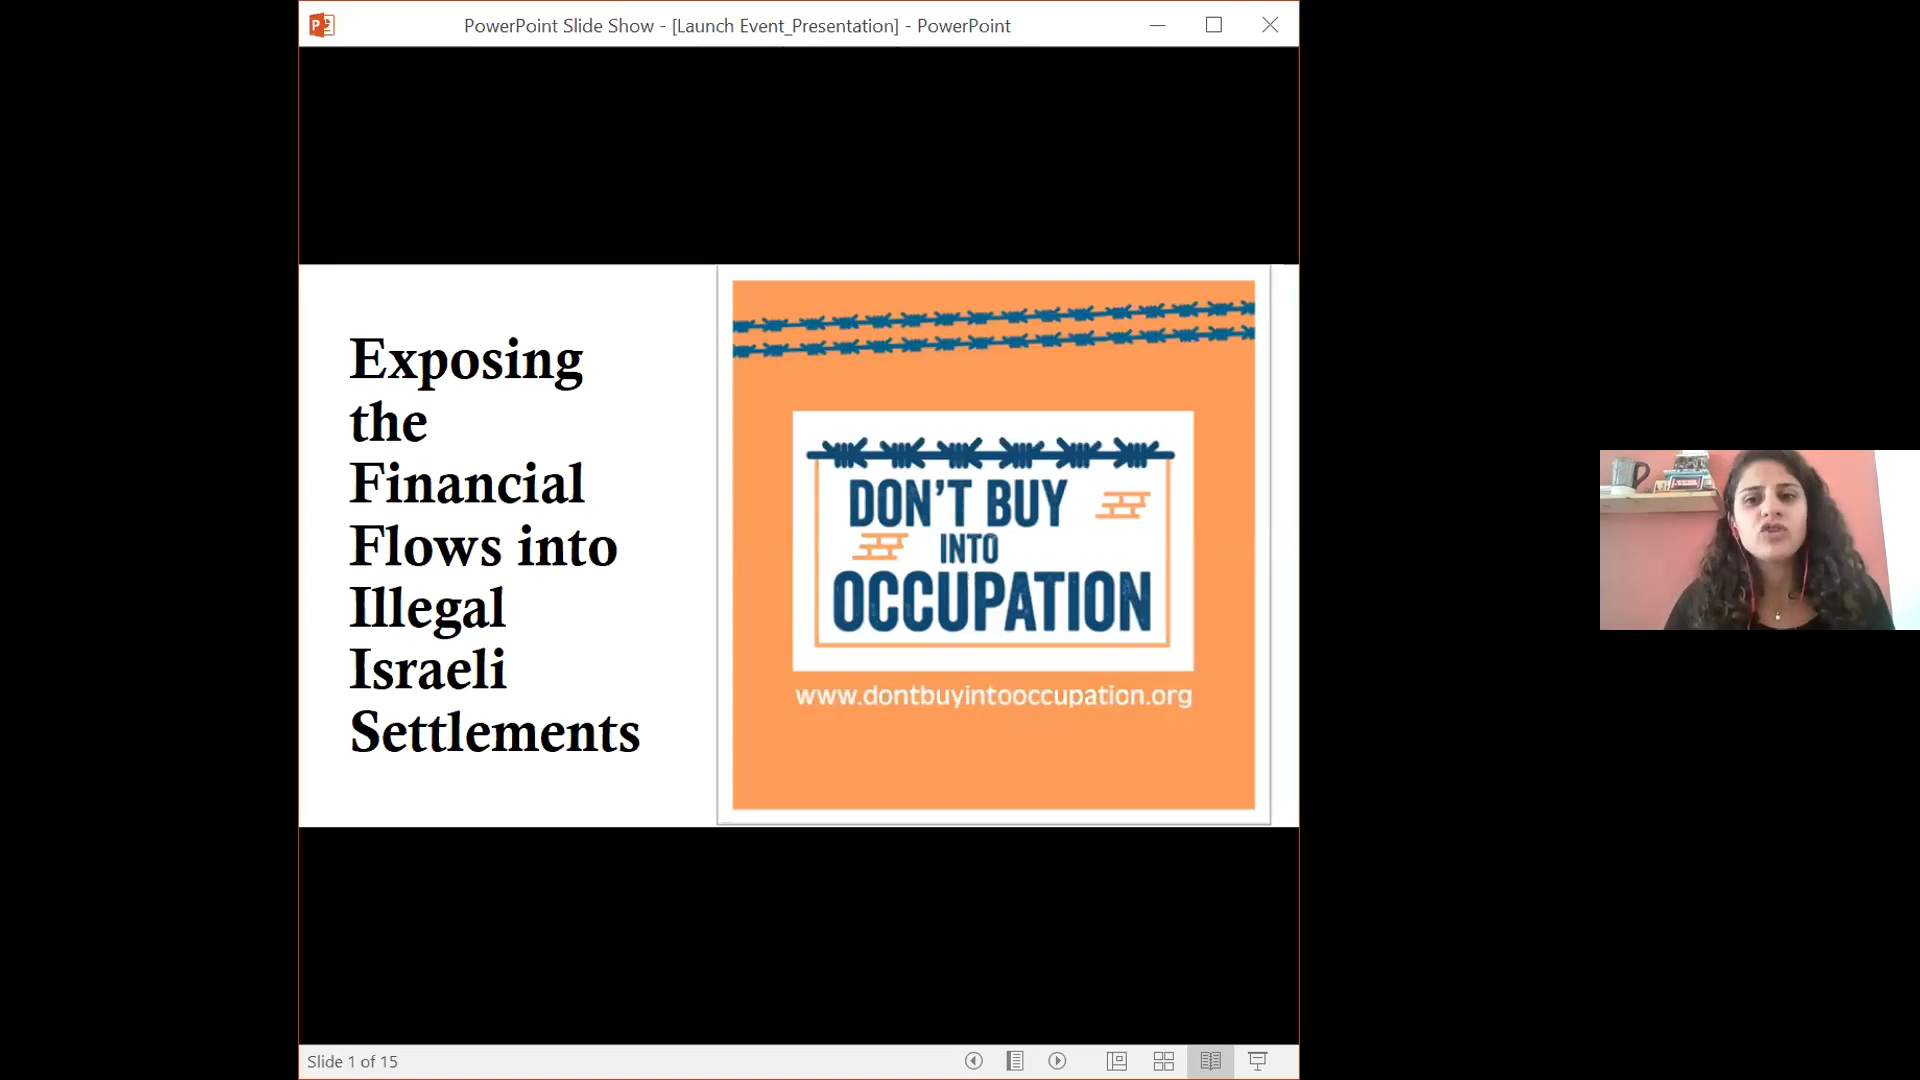 PowerPoint Slide Show - [Launch Event_Presentation] - PowerPoint
Exposing
the
Financial
Flows into
Illegal
Israeli
Settlements
DON'T BUY
INTO
OCCUPATION
www.dontbuyintooccupation.org
Slide 1 of 15